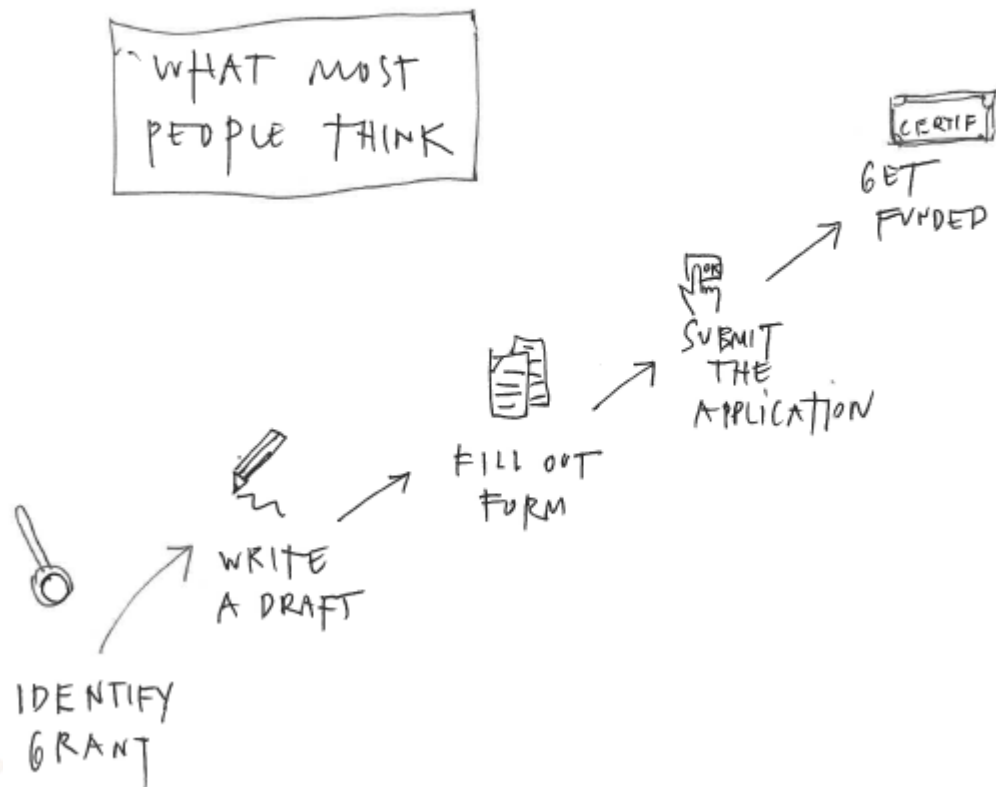 WHAT MOST
PEOPLE THINK
CERTIF
GET
FUNDED
OK
SUBMIT
THE
APPLICATION
FILL OUT
FORM
WRITE
A DRAFT
IDENTIFY
GRANT